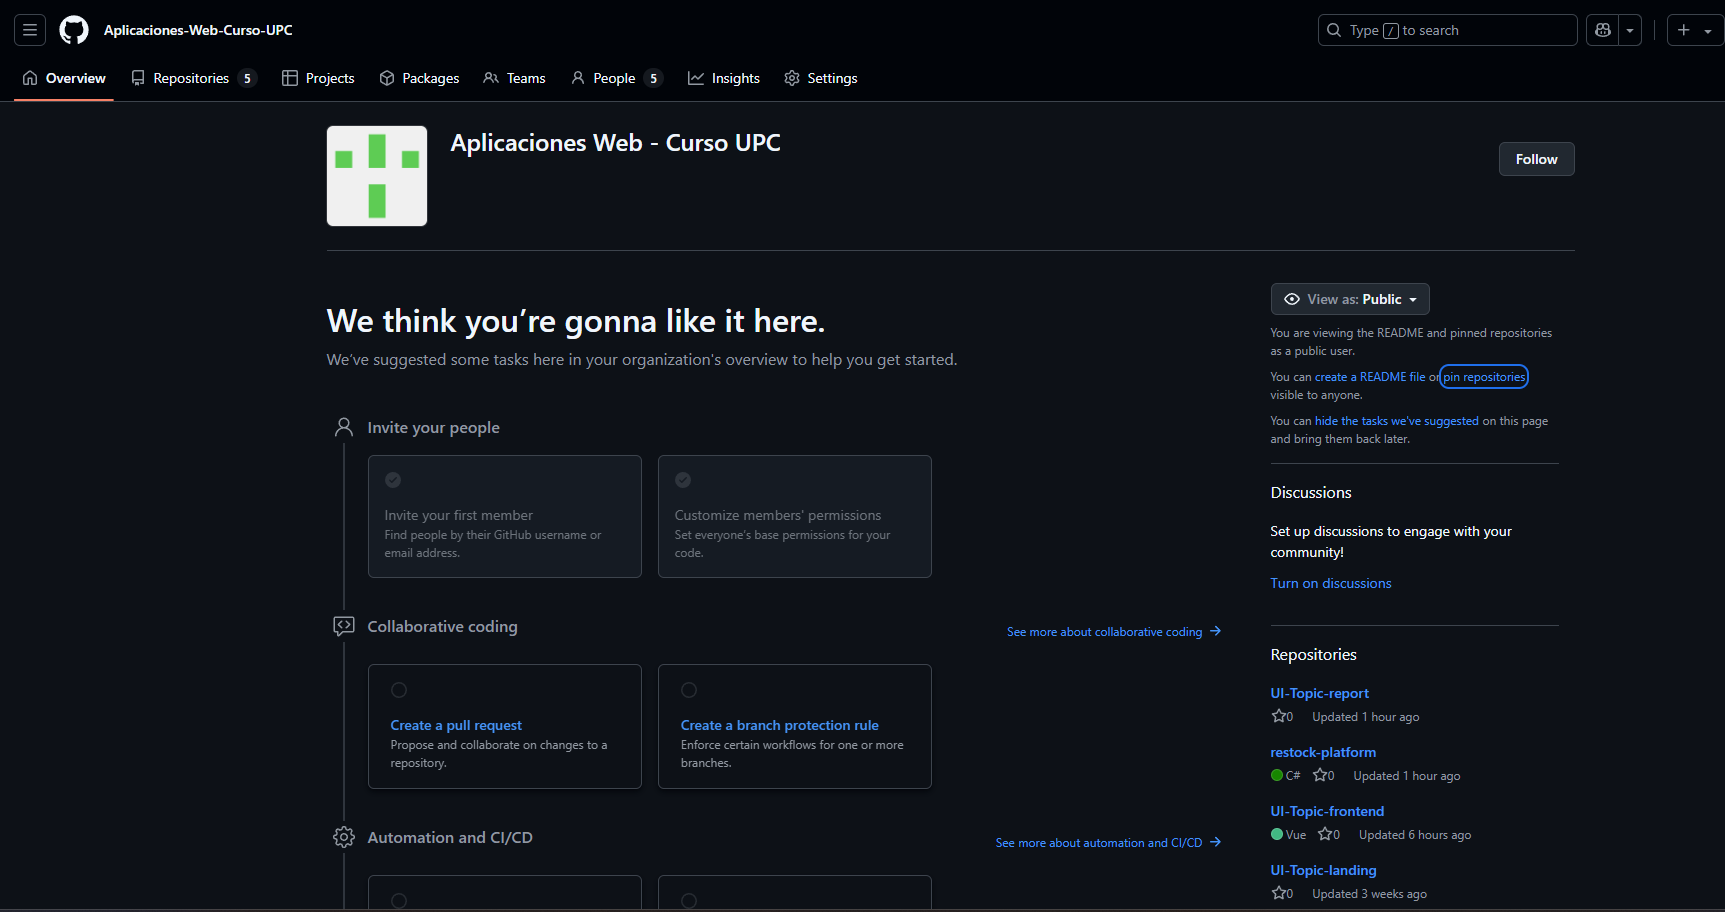 Aplicaciones-Web-Curso-UPC
Type / to search
Overview
Repositories 5
Projects
Packages
Teams
People 5
Insights
Settings
Aplicaciones Web - Curso UPC
Follow
We think you’re gonna like it here.
We’ve suggested some tasks here in your organization's overview to help you get started.
Invite your people
Invite your first member
Find people by their GitHub username or
email address.
Customize members' permissions
Set everyone's base permissions for your
code.
Collaborative coding
See more about collaborative coding
Create a pull request
Propose and collaborate on changes to a
repository.
Create a branch protection rule
Enforce certain workflows for one or more
branches.
Automation and CI/CD
See more about automation and CI/CD
View as: Public
You are viewing the README and pinned repositories
as a public user.
You can create a README file or pin repositories
visible to anyone.
You can hide the tasks we've suggested on this page
and bring them back later.
Discussions
Set up discussions to engage with your
community!
Turn on discussions
Repositories
UI-Topic-report
0 Updated 1 hour ago
restock-platform
C# 0 Updated 1 hour ago
UI-Topic-frontend
Vue 0 Updated 6 hours ago
UI-Topic-landing
0 Updated 3 weeks ago